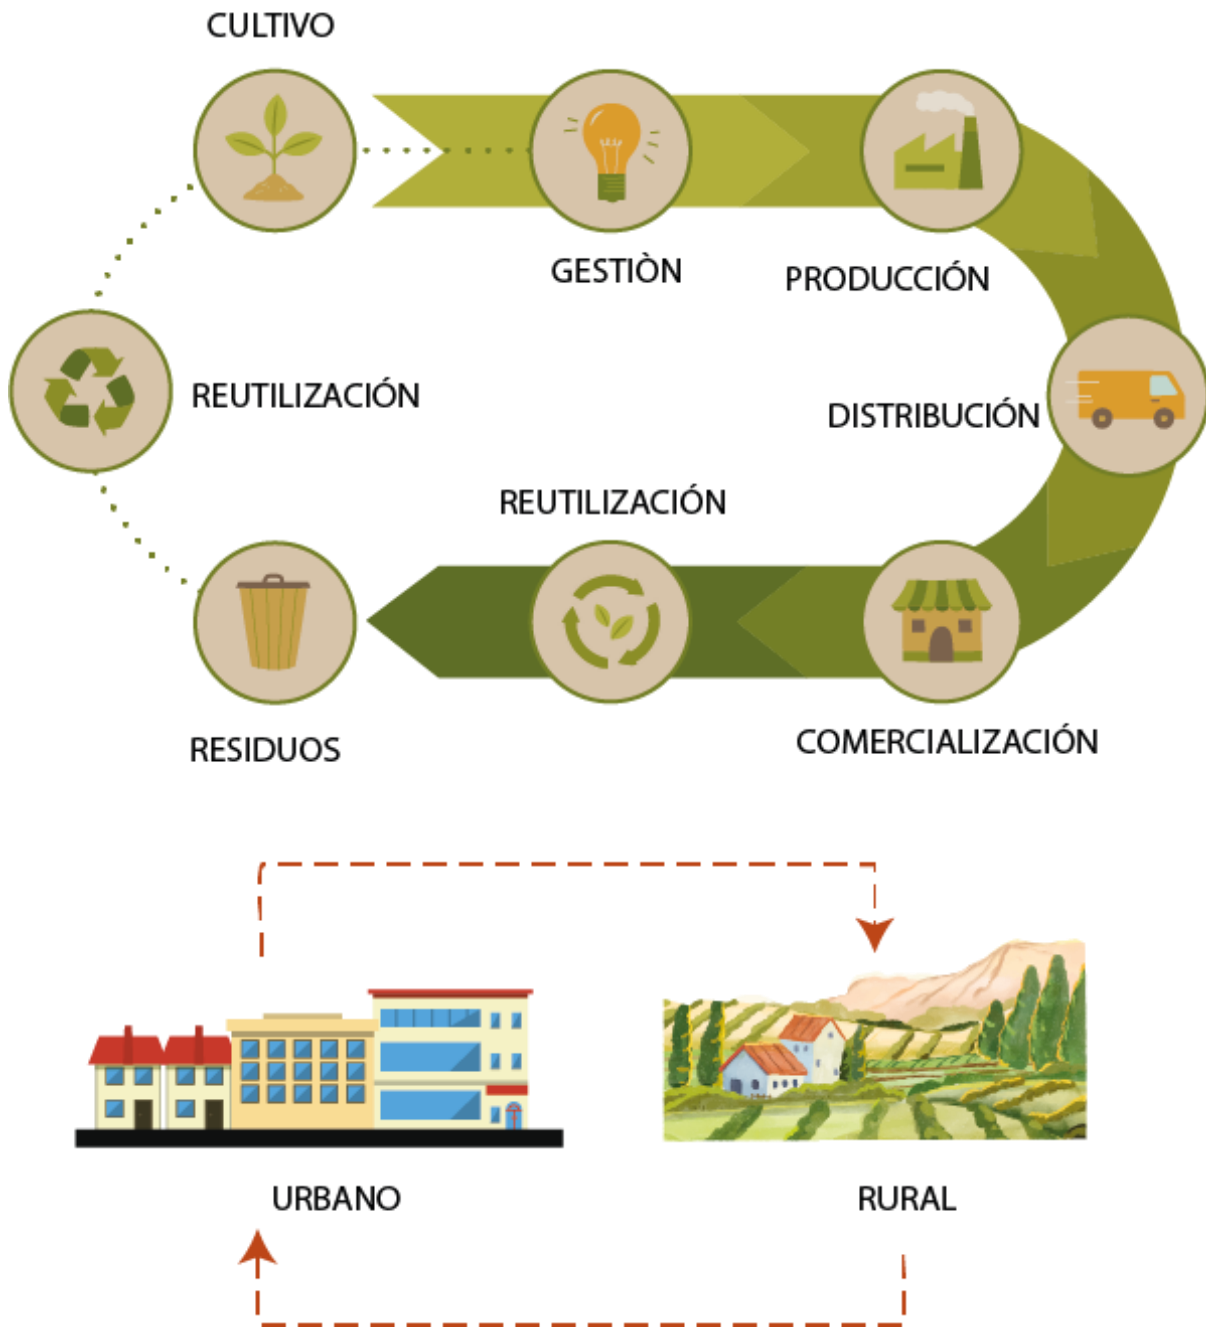 CULTIVO
GESTIÒN
PRODUCCIÓN
REUTILIZACIÓN
DISTRIBUCIÓN
REUTILIZACIÓN
RESIDUOS
COMERCIALIZACIÓN
URBANO
RURAL